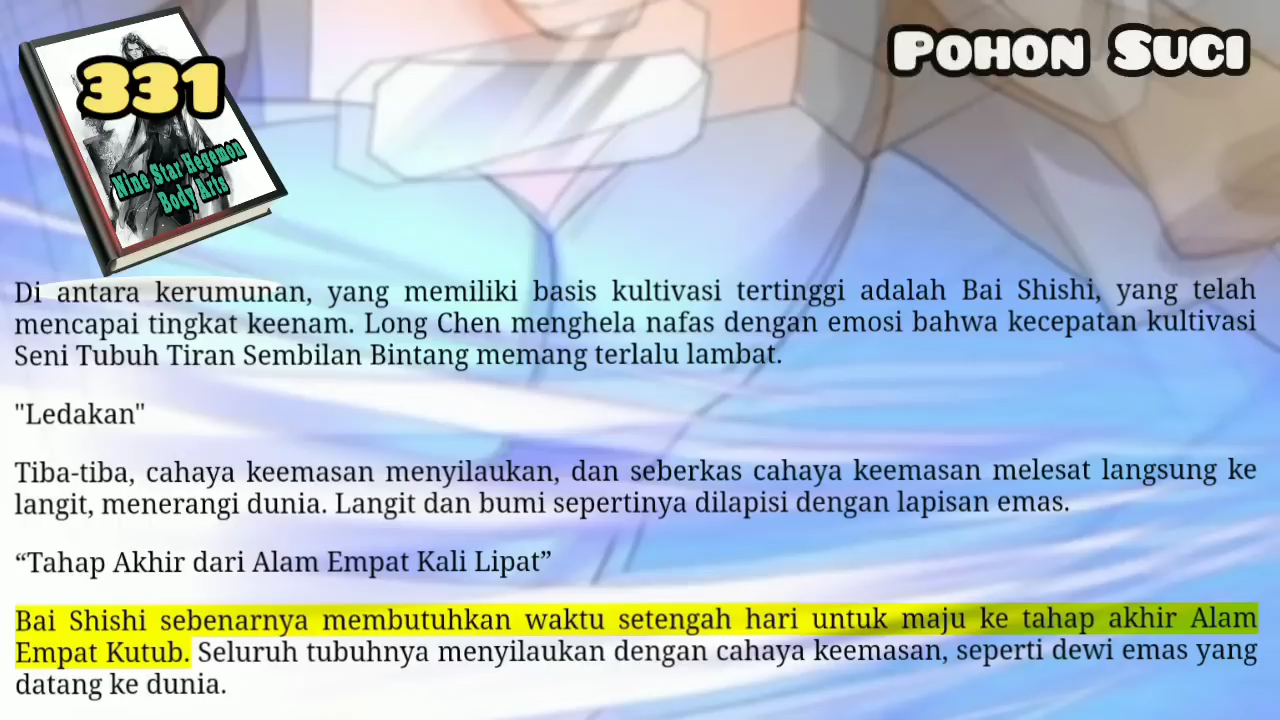 331
Nine Star Hegemon
Body Arts
Pohon Suci
Di antara kerumunan, yang memiliki basis kultivasi tertinggi adalah Bai Shishi, yang telah
mencapai tingkat keenam. Long Chen menghela nafas dengan emosi bahwa kecepatan kultivasi
Seni Tubuh Tiran Sembilan Bintang memang terlalu lambat.
"Ledakan"
Tiba-tiba, cahaya keemasan menyilaukan, dan seberkas cahaya keemasan melesat langsung ke
langit, menerangi dunia. Langit dan bumi sepertinya dilapisi dengan lapisan emas.
“Tahap Akhir dari Alam Empat Kali Lipat”
Bai Shishi sebenarnya membutuhkan waktu setengah hari untuk maju ke tahap akhir Alam
Empat Kutub. Seluruh tubuhnya menyilaukan dengan cahaya keemasan, seperti dewi emas yang
datang ke dunia.